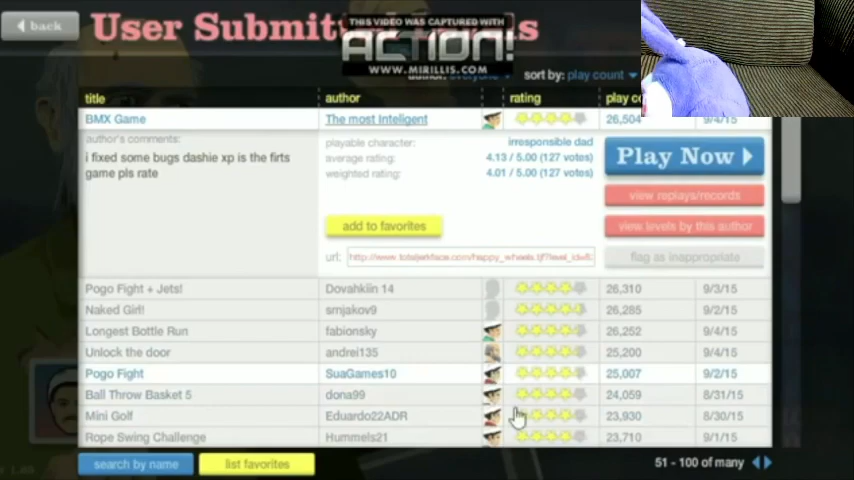 back
User Submitt
s
THIS VIDEO WAS CAPTURED WITH
ACTION!
WWW.MIRILLIS.COM
author: everyone
sort by: play count
title author rating play co
BMX Game The most Inteligent 26,504 9/4/15
author's comments:
i fixed some bugs dashie xp is the firts
game pls rate
playable character: irresponsible dad
average rating: 4.13 / 5.00 (127 votes)
weighted rating: 4.01 / 5.00 (127 votes)
add to favorites
url:
Play Now
view replays/records
view levels by this author
flag as inappropriate
Pogo Fight + Jets! Dovahkiin 14 26,310 9/3/15
Naked Girl! srnjakov9 26,285 9/2/15
Longest Bottle Run fabionsky 26,252 9/4/15
Unlock the door andrei135 25,200 9/4/15
Pogo Fight SuaGames10 25,007 9/2/15
Ball Throw Basket 5 dona99 24,059 8/31/15
Mini Golf Eduardo22ADR 23,930 8/30/15
Rope Swing Challenge Hummels21 23,710 9/1/15
search by name
list favorites
51 - 100 of many